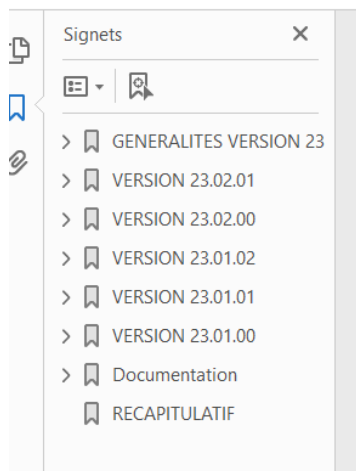 Signets
GENERALITES VERSION 23
VERSION 23.02.01
VERSION 23.02.00
VERSION 23.01.02
VERSION 23.01.01
VERSION 23.01.00
Documentation
RECAPITULATIF